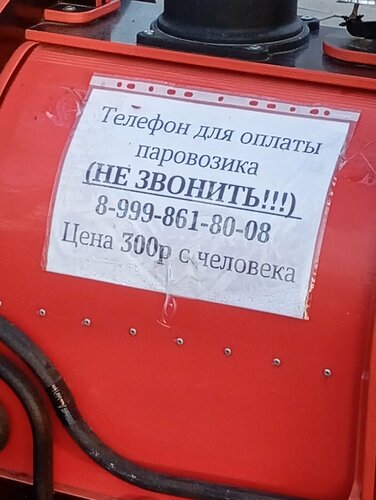 Телефон для оплаты
паровозика
(НЕ ЗВОНИТЬ!!!)
8-999-861-80-08
Цена 300р с человека